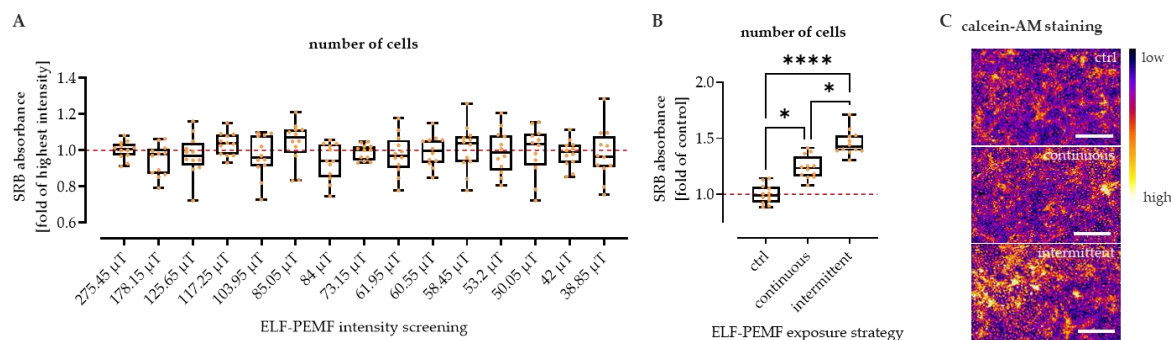 A
number of cells
SRB absorbance
[fold of highest intensity]
1.4
1.2
1.0
0.8
0.6
275.45 µT
178.15 µT
125.65 µT
117.25 µT
103.95 µT
85.05 µT
84 µT
73.15 µT
61.95 µT
60.55 µT
58.45 µT
53.2 µT
50.05 µT
42 µT
38.85 µT
ELF-PEMF intensity screening
B
number of cells
SRB absorbance
[fold of control]
2.0
1.5
1.0
****
*
*
ctrl
continuous
intermittent
ELF-PEMF exposure strategy
C
calcein-AM staining
ctrl
continuous
intermittent
low
high